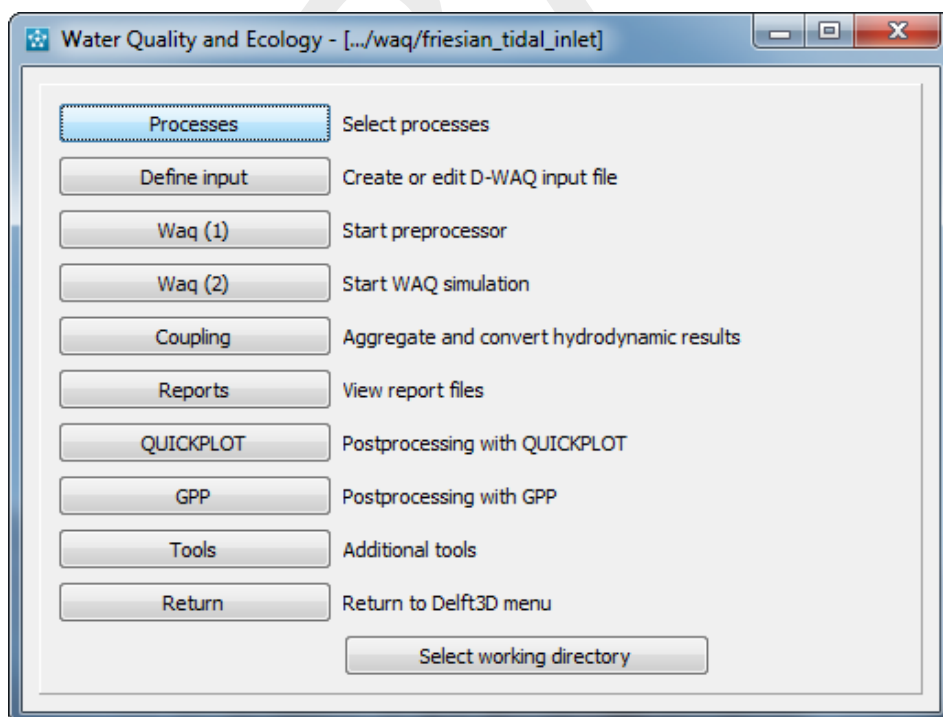 Water Quality and Ecology - [.../waq/friesian_tidal_inlet]
Processes Select processes
Define input Create or edit D-WAQ input file
Waq (1) Start preprocessor
Waq (2) Start WAQ simulation
Coupling Aggregate and convert hydrodynamic results
Reports View report files
QUICKPLOT Postprocessing with QUICKPLOT
GPP Postprocessing with GPP
Tools Additional tools
Return Return to Delft3D menu
Select working directory